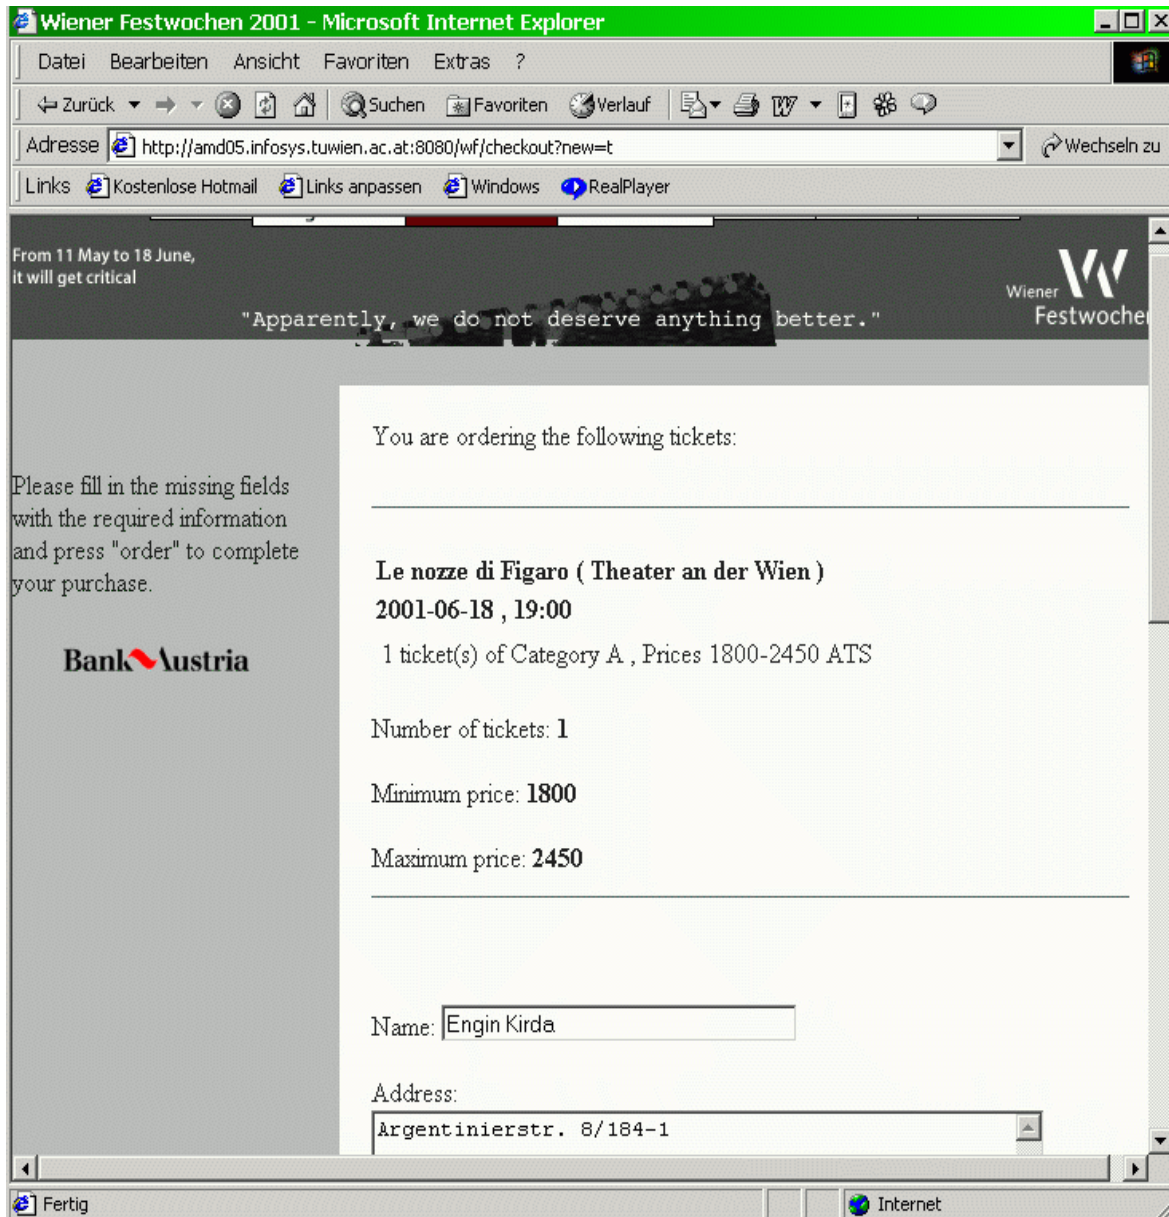 Wiener Festwochen 2001 - Microsoft Internet Explorer
Datei Bearbeiten Ansicht Favoriten Extras ?
Zurück Suchen Favoriten Verlauf
Adresse http://amd05.infosys.tuwien.ac.at:8080/wf/checkout?new=t Wechseln zu
Links Kostenlose Hotmail Links anpassen Windows RealPlayer
From 11 May to 18 June,
it will get critical
Wiener
Festwochen
"Apparently, we do not deserve anything better."
You are ordering the following tickets:
Please fill in the missing fields
with the required information
and press "order" to complete
your purchase.
Bank Austria
Le nozze di Figaro ( Theater an der Wien )
2001-06-18 , 19:00
1 ticket(s) of Category A , Prices 1800-2450 ATS
Number of tickets: 1
Minimum price: 1800
Maximum price: 2450
Name: Engin Kirda
Address:
Argentinierstr. 8/184-1
Fertig Internet